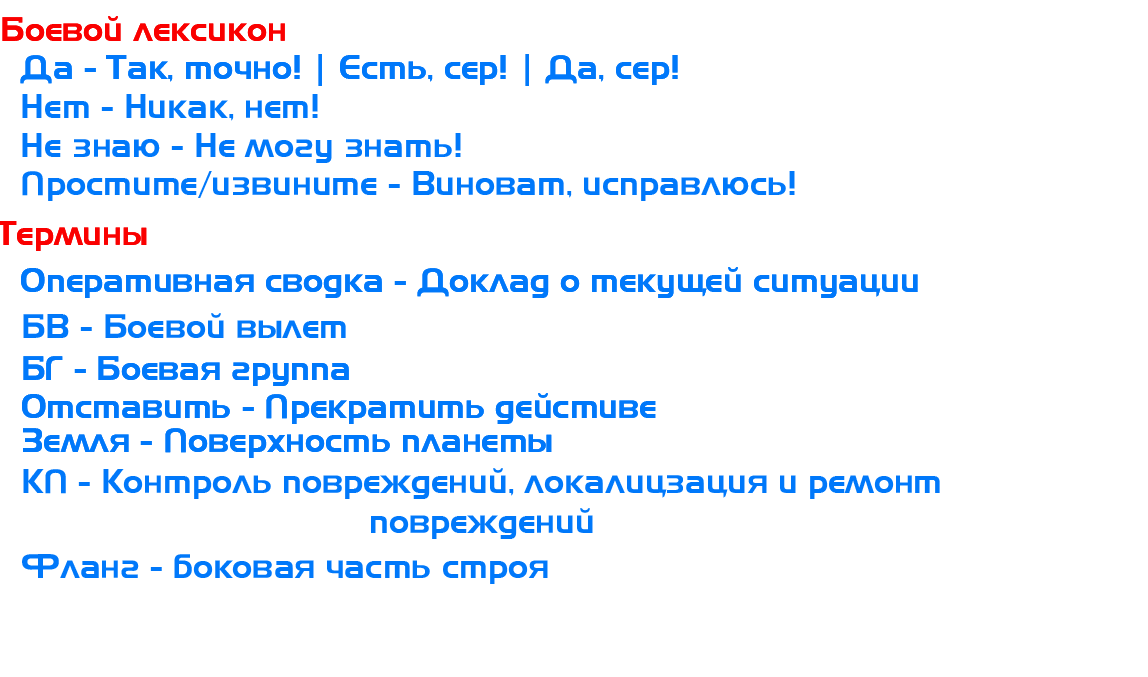 Боевой лексикон
Да - Так, точно! | Есть, сер! | Да, сер!
Нет - Никак, нет!
Не знаю - Не могу знать!
Простите/извините - Виноват, исправлюсь!
Термины
Оперативная сводка - Доклад о текущей ситуации
БВ - Боевой вылет
БГ - Боевая группа
Отставить - Прекратить действие
Земля - Поверхность планеты
КП - Контроль повреждений, локалицзация и ремонт
повреждений
Фланг - боковая часть строя